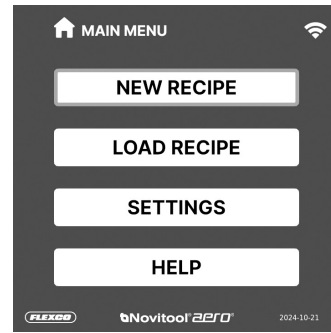 MAIN MENU
NEW RECIPE
LOAD RECIPE
SETTINGS
HELP
FLEXCO Novitool® aero® 2024-10-21